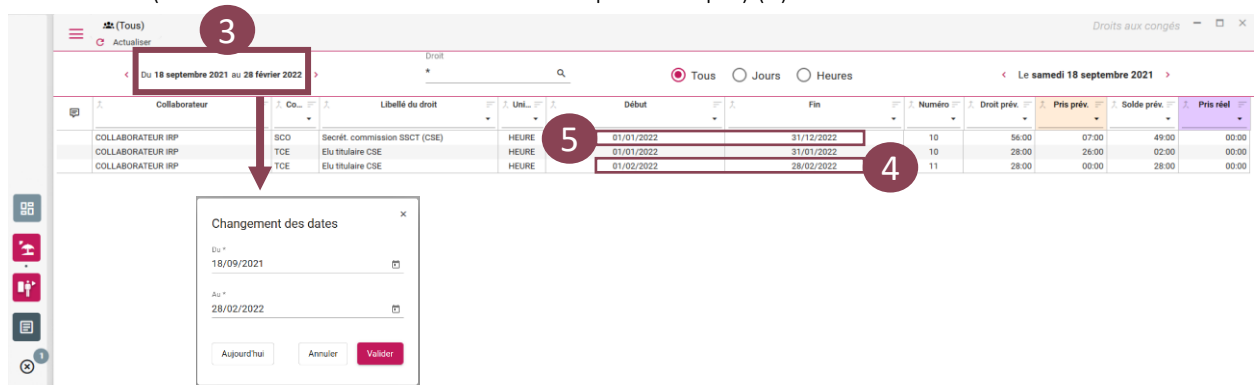 (Tous)
Droits aux congés
Actualiser
3
Du 18 septembre 2021 au 28 février 2022
Droit
*
Tous Jours Heures
Le samedi 18 septembre 2021
Collaborateur Co... Libellé du droit Uni... Début Fin Numéro Droit prév. Pris prév. Solde prév. Pris réel
COLLABORATEUR IRP SCO Secrét. commission SSCT (CSE) HEURE 01/01/2022 31/12/2022 10 56:00 07:00 49:00 00:00
COLLABORATEUR IRP TCE Elu titulaire CSE HEURE 01/01/2022 31/01/2022 10 28:00 26:00 02:00 00:00
COLLABORATEUR IRP TCE Elu titulaire CSE HEURE 01/02/2022 28/02/2022 11 28:00 00:00 28:00 00:00
5
4
Changement des dates
Du *
18/09/2021
Au *
28/02/2022
Aujourd'hui Annuler Valider
1